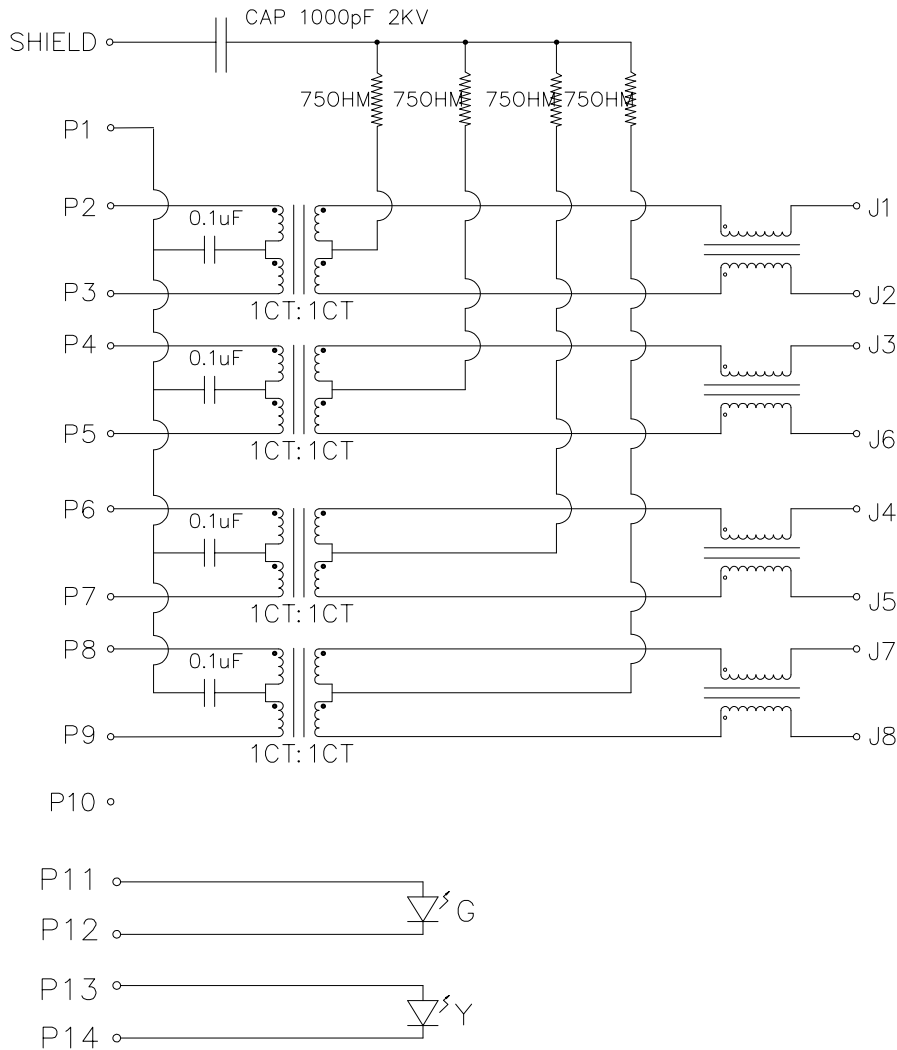 CAP 1000pF 2KV
SHIELD
75OHM 75OHM 75OHM 75OHM
P1
P2
0.1uF
J1
P3
1CT:1CT
J2
P4
0.1uF
J3
P5
1CT:1CT
J6
P6
0.1uF
J4
P7
1CT:1CT
J5
P8
0.1uF
J7
P9
1CT:1CT
J8
P10
P11
G
P12
P13
Y
P14